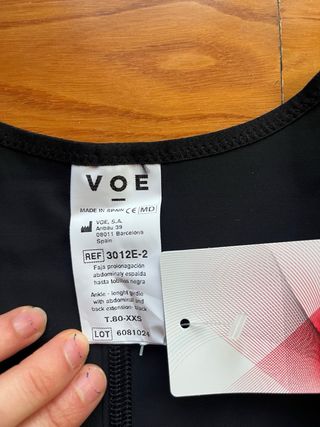 VOE
MADE IN SPAIN CE MD
VOE, S.A.
Aribau 39
08011 Barcelona
Spain
REF 3012E-2
Faja prolongación
abdominal y espalda
hasta tobillos negra
Ankle - lenght girdle
with abdominal and
back extension-black
T.80-XXS
LOT 6081024